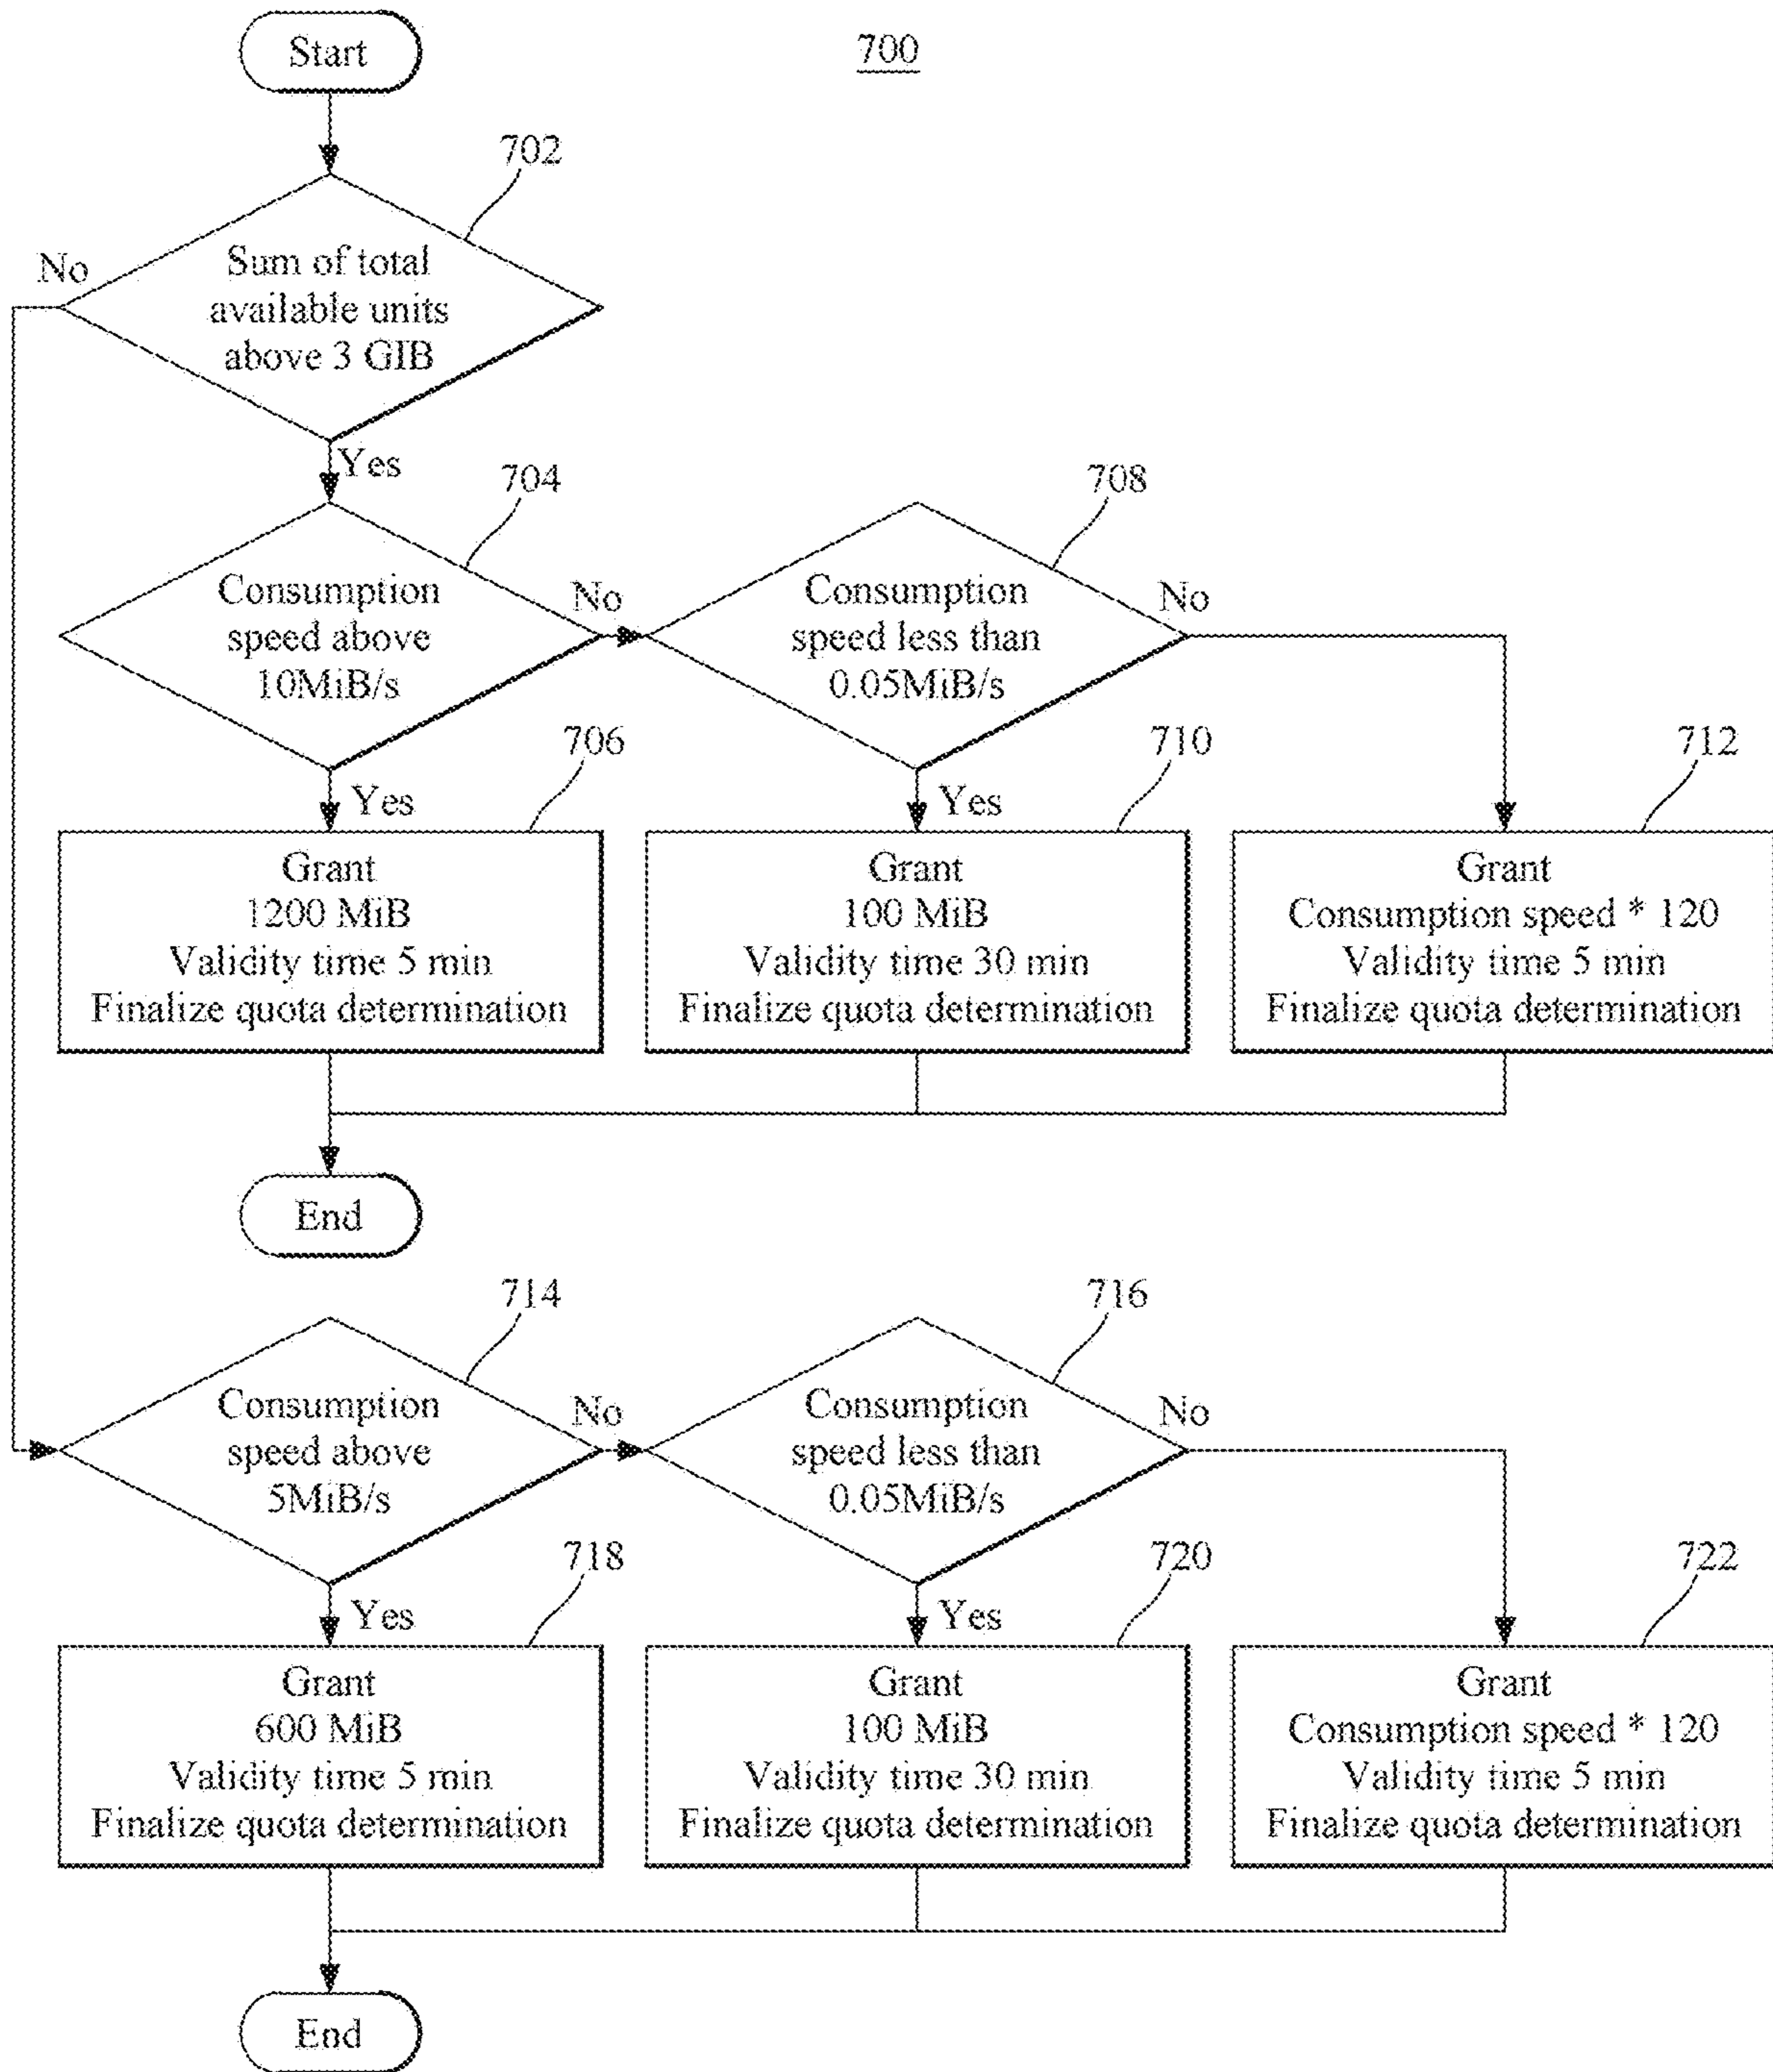 Start
700
702
No
Sum of total
available units
above 3 GIB
Yes
704
708
Consumption
speed above
10MiB/s
No
Consumption
speed less than
0.05MiB/s
No
706
710
712
Yes
Yes
Grant
1200 MiB
Validity time 5 min
Finalize quota determination
Grant
100 MiB
Validity time 30 min
Finalize quota determination
Grant
Consumption speed * 120
Validity time 5 min
Finalize quota determination
End
714
716
Consumption
speed above
5MiB/s
No
Consumption
speed less than
0.05MiB/s
No
718
720
722
Yes
Yes
Grant
600 MiB
Validity time 5 min
Finalize quota determination
Grant
100 MiB
Validity time 30 min
Finalize quota determination
Grant
Consumption speed * 120
Validity time 5 min
Finalize quota determination
End